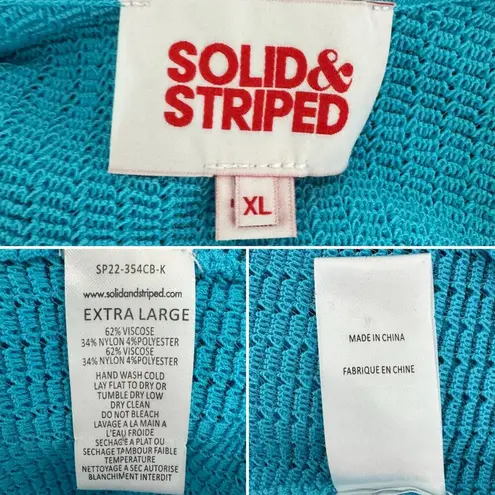 SOLID&
STRIPED
XL
SP22-354CB-K
www.solidandstriped.com
EXTRA LARGE
62% VISCOSE
34% NYLON 4%POLYESTER
62% VISCOSE
34% NYLON 4%POLYESTER
HAND WASH COLD
LAY FLAT TO DRY OR
TUMBLE DRY LOW
DRY CLEAN
DO NOT BLEACH
LAVAGE A LA MAIN A
L'EAU FROIDE
SECHAGE A PLAT OU
SECHAGE TAMBOUR FAIBLE
TEMPERATURE
NETTOYAGE A SEC AUTORISE
BLANCHIMENT INTERDIT
MADE IN CHINA
FABRIQUE EN CHINE